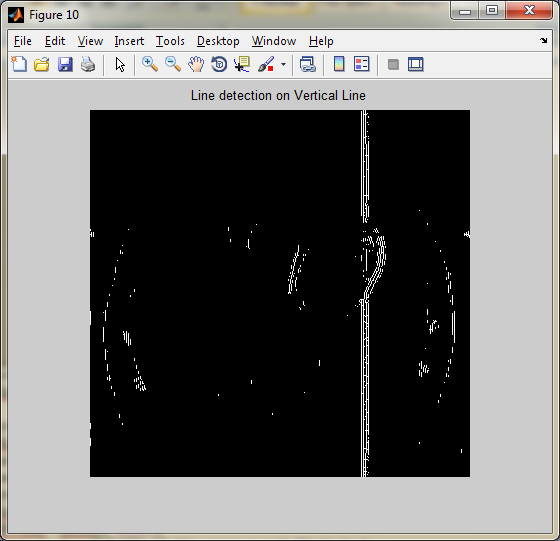 Figure 10
File Edit View Insert Tools Desktop Window Help
Line detection on Vertical Line